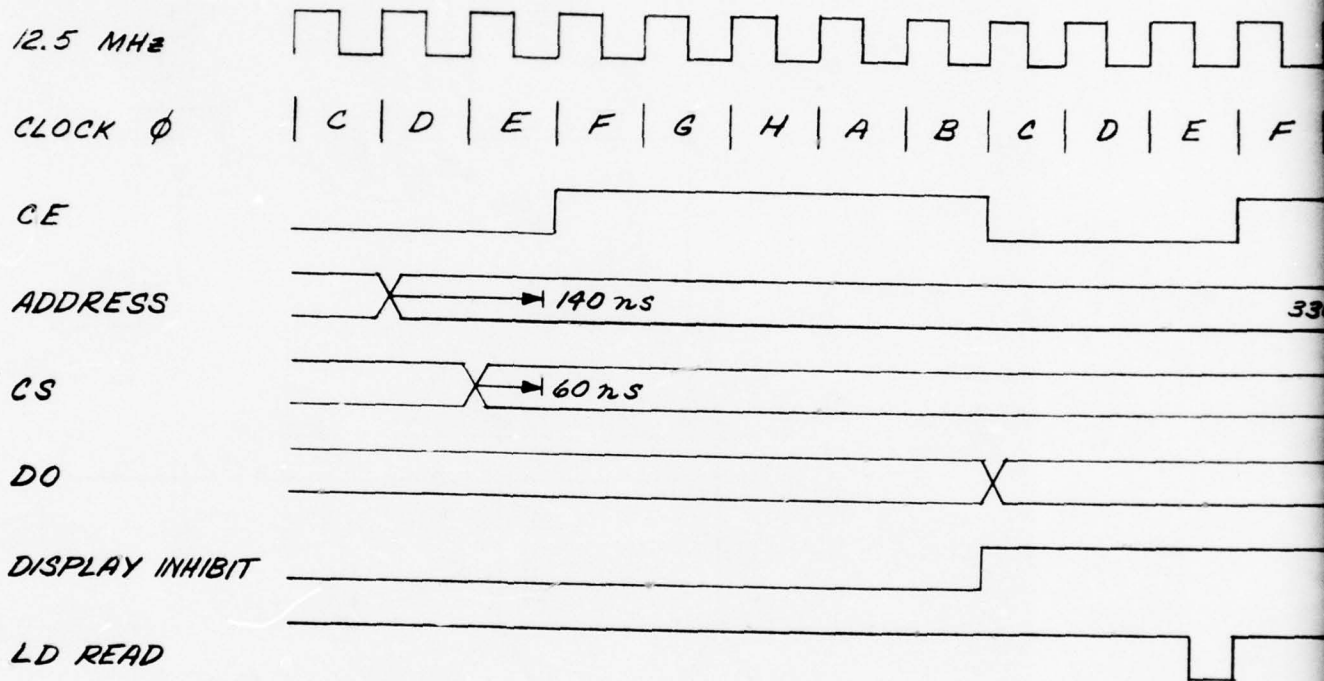 12.5 MHz
CLOCK φ | C | D | E | F | G | H | A | B | C | D | E | F
CE
ADDRESS 140 ns
CS 60 ns
DO
DISPLAY INHIBIT
LD READ